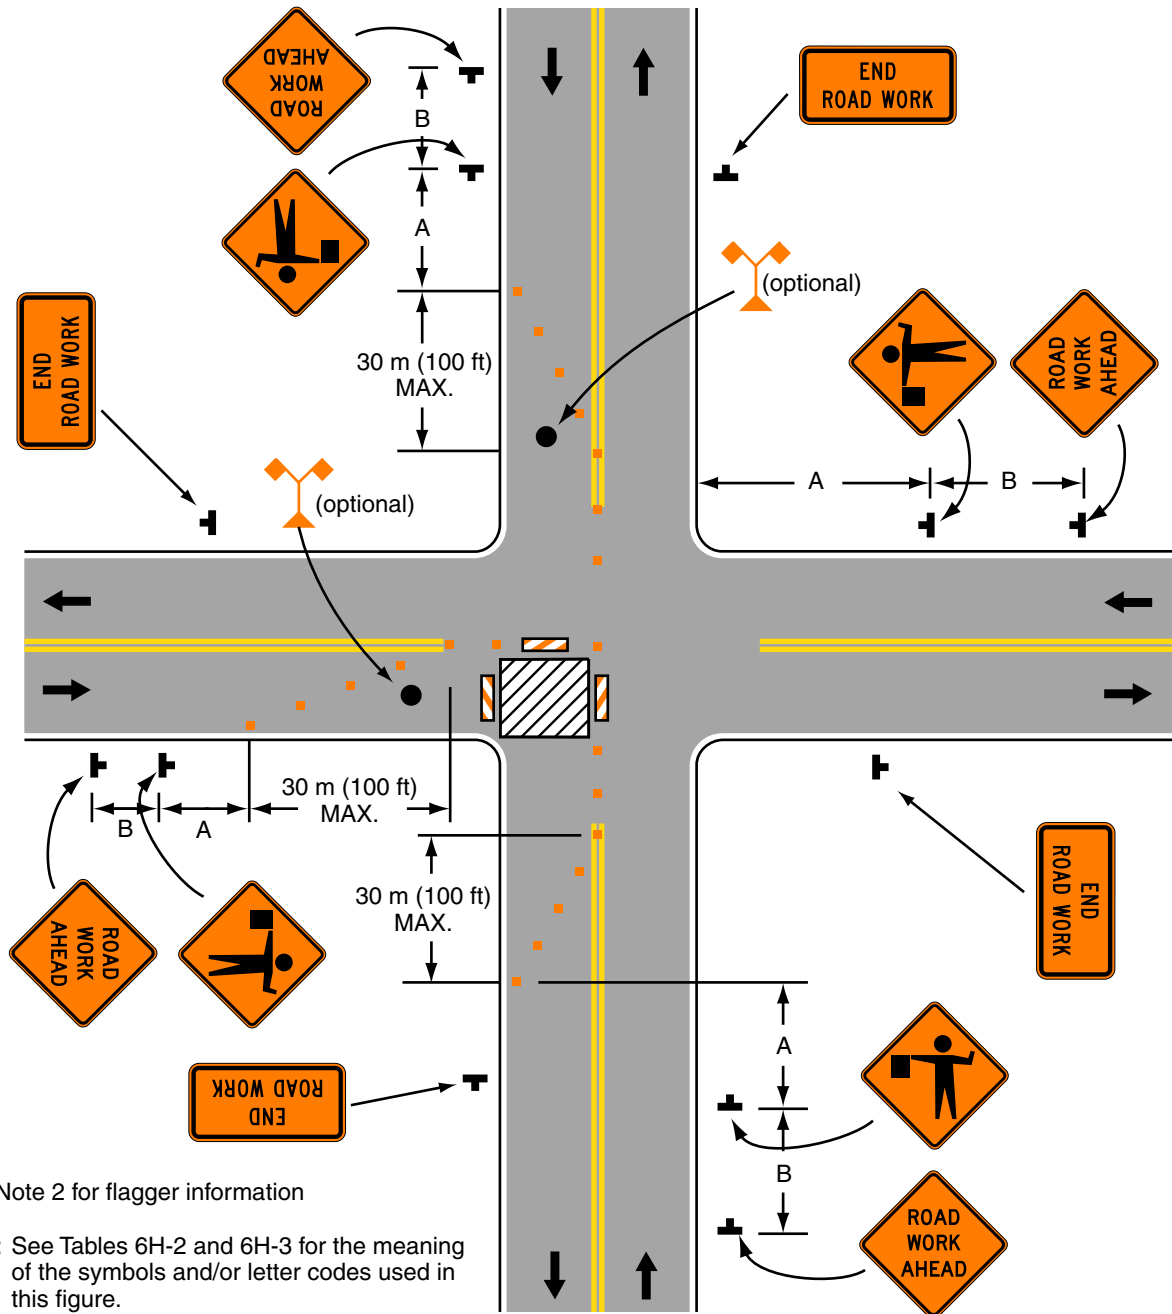 ROAD
WORK
AHEAD
END
ROAD WORK
B
A
(optional)
30 m (100 ft)
MAX.
END
ROAD WORK
ROAD
WORK
AHEAD
(optional)
A
B
30 m (100 ft)
MAX.
B
A
30 m (100 ft)
MAX.
END
ROAD WORK
ROAD
WORK
AHEAD
A
END
ROAD WORK
B
Note 2 for flagger information
ROAD
WORK
AHEAD
: See Tables 6H-2 and 6H-3 for the meaning
of the symbols and/or letter codes used in
this figure.